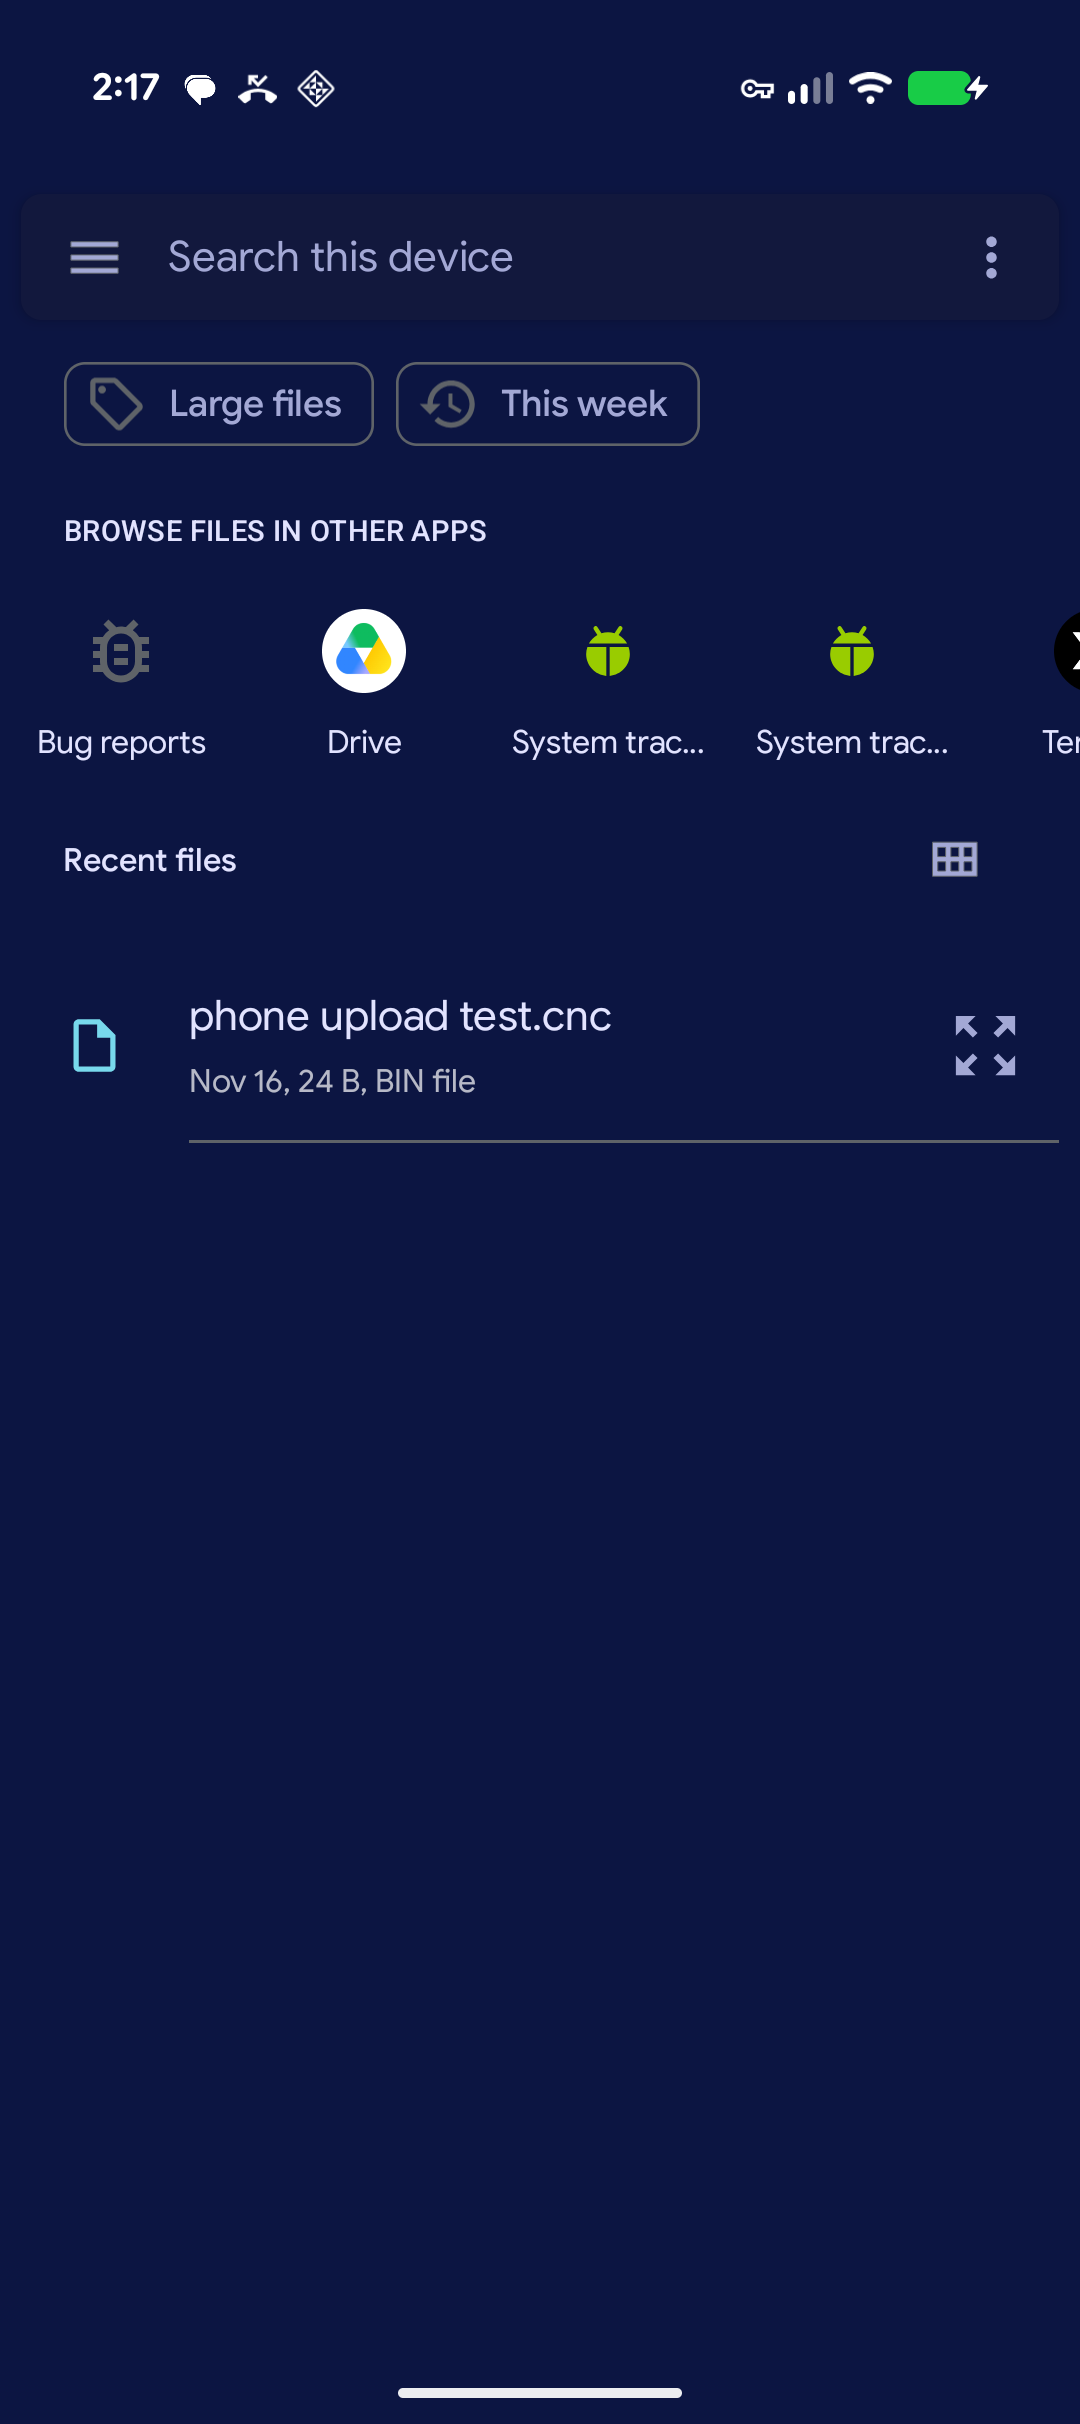 2:17
Search this device
Large files
This week
BROWSE FILES IN OTHER APPS
Bug reports
Drive
System trac...
System trac...
Ter
Recent files
phone upload test.cnc
Nov 16, 24 B, BIN file